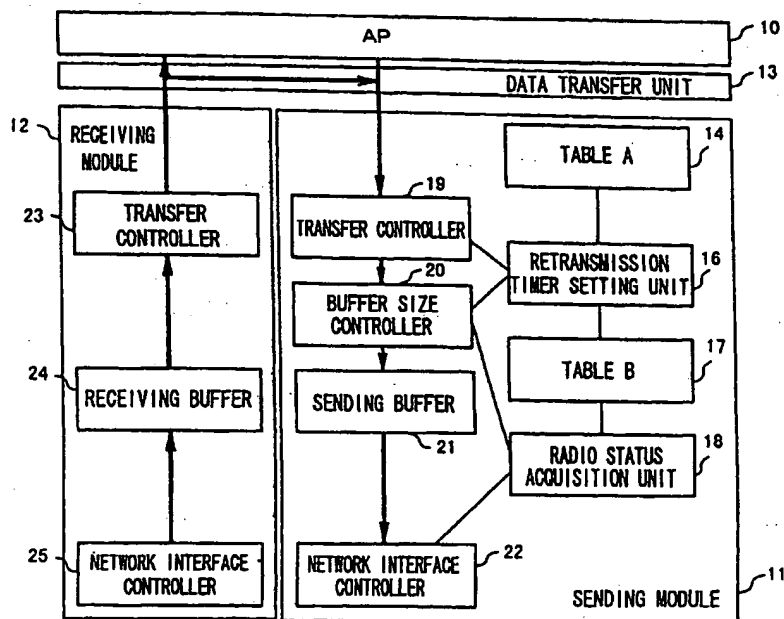 AP
10
DATA TRANSFER UNIT
13
12
RECEIVING
MODULE
TABLE A
14
23
TRANSFER
CONTROLLER
19
TRANSFER CONTROLLER
RETRANSMISSION
TIMER SETTING UNIT
16
20
BUFFER SIZE
CONTROLLER
TABLE B
17
24
RECEIVING BUFFER
SENDING BUFFER
21
RADIO STATUS
ACQUISITION UNIT
18
25
NETWORK INTERFACE
CONTROLLER
NETWORK INTERFACE
CONTROLLER
22
SENDING MODULE
11